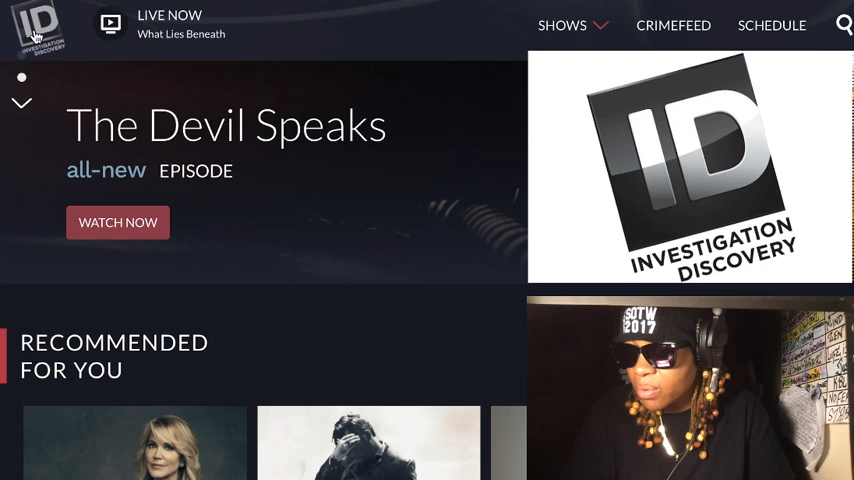 ID
INVESTIGATION
DISCOVERY
LIVE NOW
What Lies Beneath
SHOWS
CRIMEFEED
SCHEDULE
The Devil Speaks
all-new EPISODE
WATCH NOW
ID
INVESTIGATION
DISCOVERY
RECOMMENDED
FOR YOU
SOTW
2017